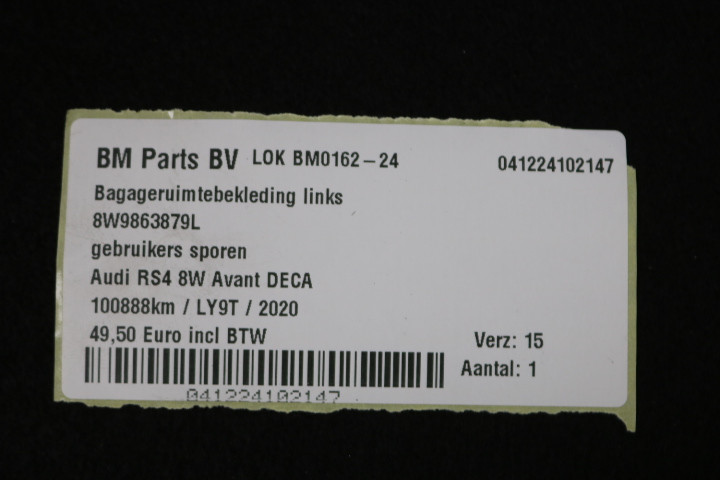 BM Parts BV LOK BM0162-24 041224102147
Bagageruimtebekleding links
8W9863879L
gebruikers sporen
Audi RS4 8W Avant DECA
100888km / LY9T / 2020
49,50 Euro incl BTW Verz: 15
Aantal: 1
041224102147